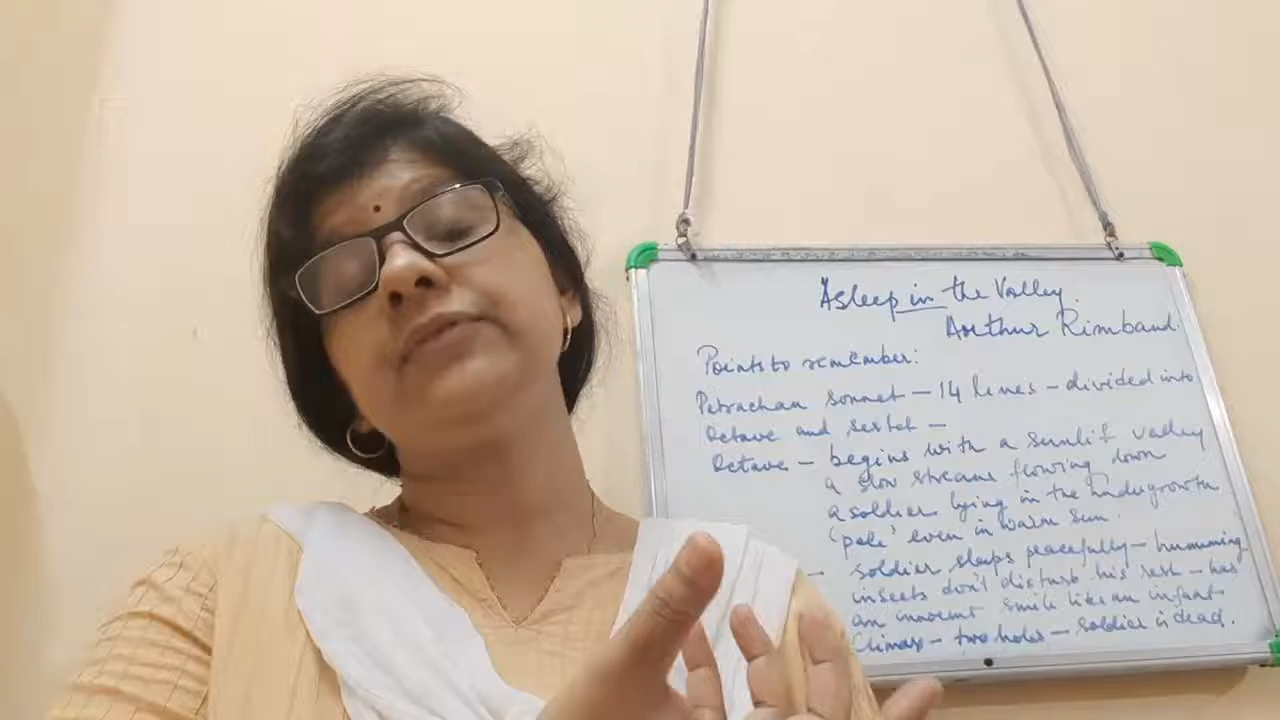 Asleep in the Valley.
Arthur Rimbaud.
Points to remember:
Petrachan sonnet - 14 lines - divided into
Octave and sestet -
Octave - begins with a sunlit valley
a slow stream flowing down
a soldier lying in the undergrowth
'pale' even in warm sun.
- soldier sleeps peacefully - humming
insects don't disturb his rest - has
an innocent smile like an infant
Climax - two holes - soldier is dead.